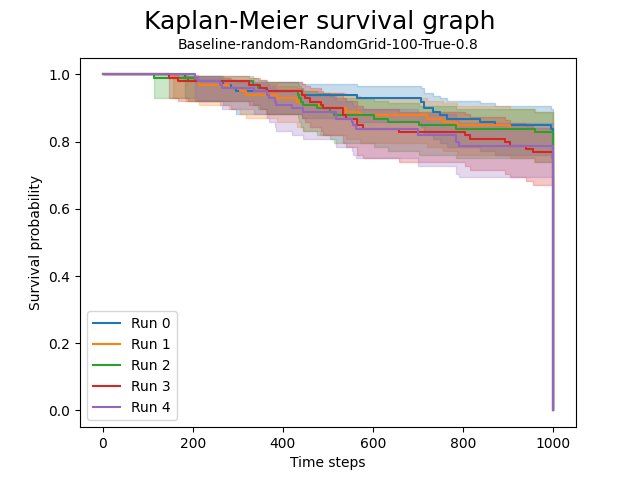 Kaplan-Meier survival graph
Baseline-random-RandomGrid-100-True-0.8
1.0
0.8
0.6
0.4
0.2
0.0
Survival probability
Run 0
Run 1
Run 2
Run 3
Run 4
0 200 400 600 800 1000
Time steps